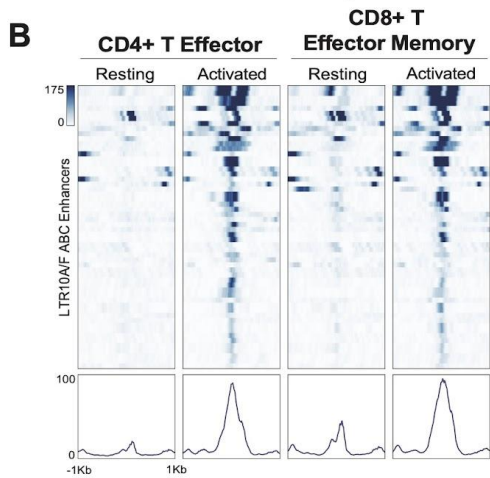 B
CD4+ T Effector
CD8+ T
Effector Memory
Resting
Activated
Resting
Activated
175
0
LTR10A/F ABC Enhancers
100
0
-1Kb
1Kb